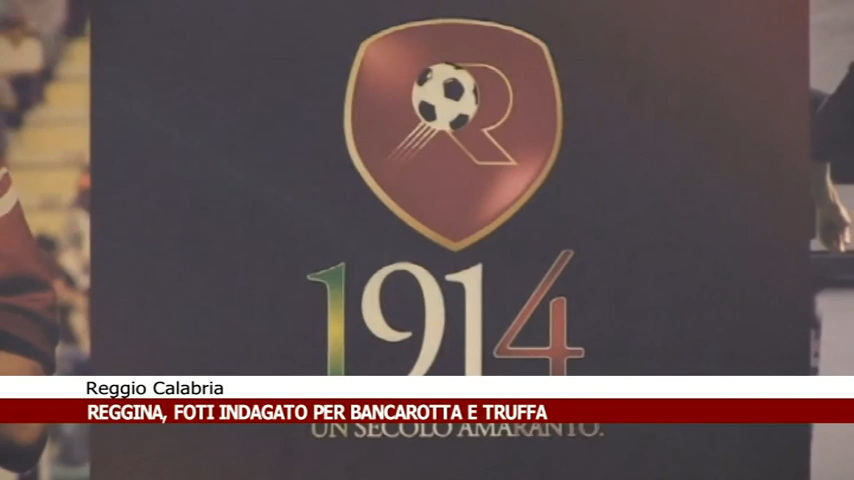 R
1914
Reggio Calabria
REGGINA, FOTI INDAGATO PER BANCAROTTA E TRUFFA
UN SECOLO AMARANTO.